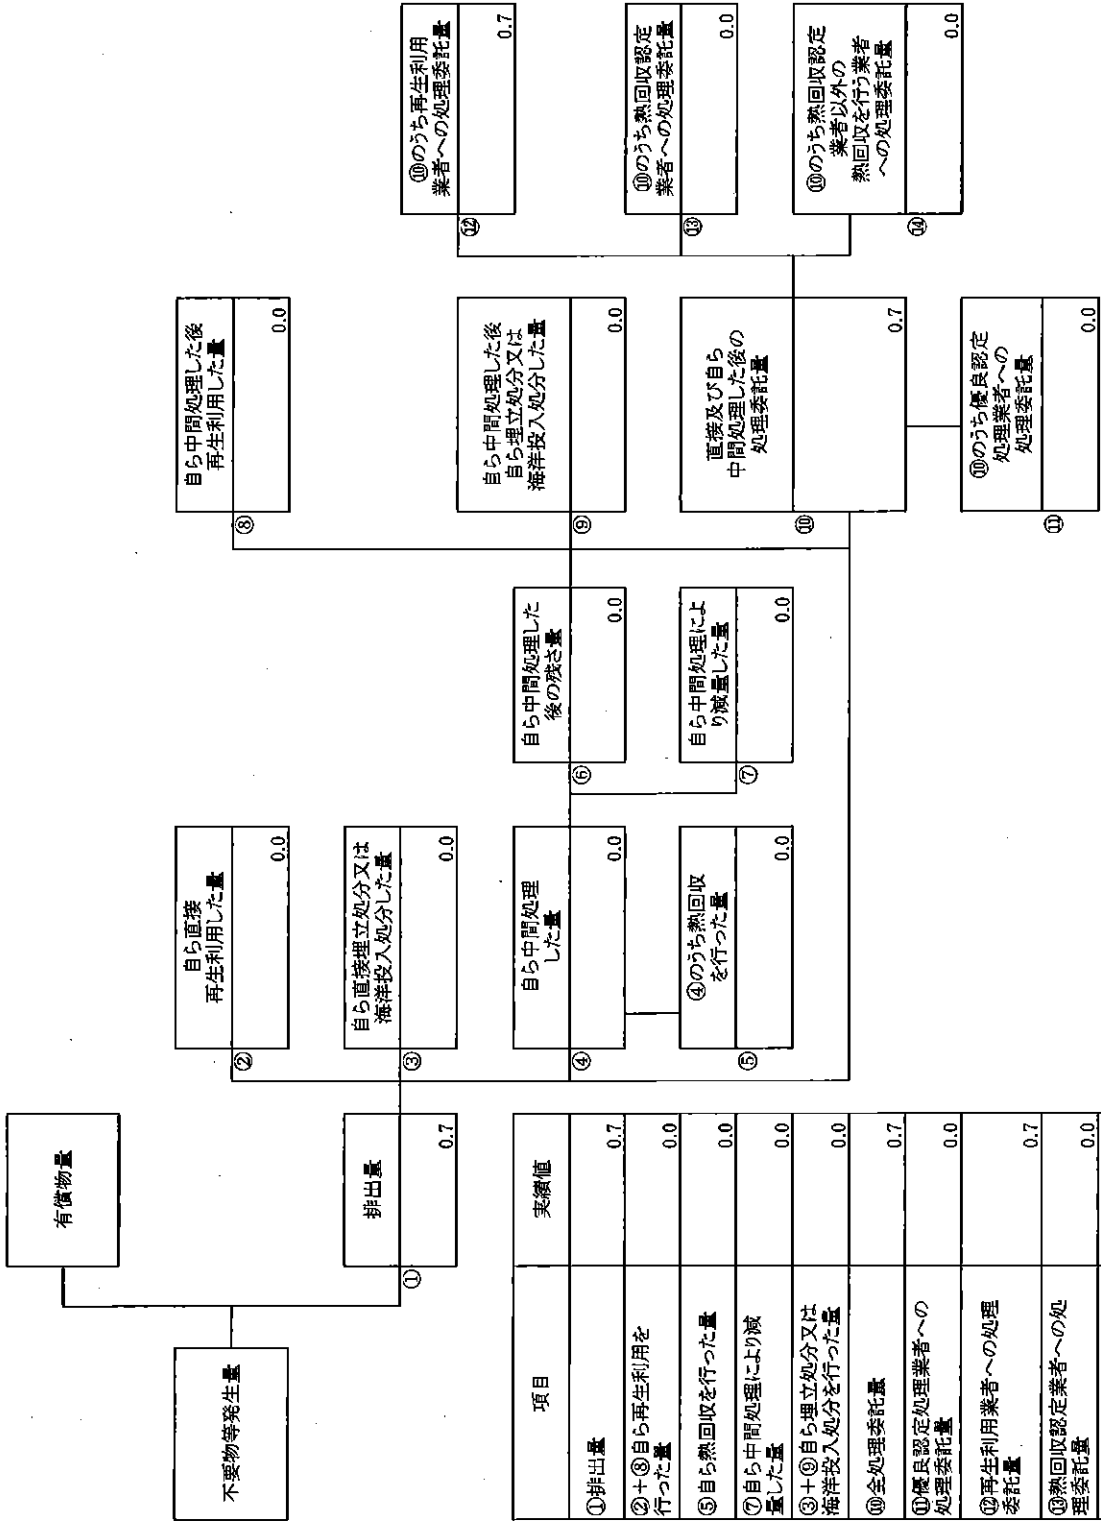 不要物等発生量
有償物量
排出量
①
0.7
自ら直接
再生利用した量
②
0.0
自ら直接埋立処分又は
海洋投入処分した量
③
0.0
自ら中間処理
した量
④
0.0
④のうち熱回収
を行った量
⑤
0.0
自ら中間処理した
後の残さ量
⑥
0.0
自ら中間処理によ
り減量した量
⑦
0.0
自ら中間処理した後
再生利用した量
⑧
0.0
自ら中間処理した後
自ら埋立処分又は
海洋投入処分した量
⑨
0.0
直接及び自ら
中間処理した後の
処理委託量
⑩
0.7
⑩のうち優良認定
処理業者への
処理委託量
⑪
0.0
⑩のうち再生利用
業者への処理委託量
⑫
0.7
⑩のうち熱回収認定
業者への処理委託量
⑬
0.0
⑩のうち熱回収認定
業者以外の
熱回収を行う業者
への処理委託量
⑭
0.0
項目 実績値
①排出量 0.7
②+⑧自ら再生利用を
行った量 0.0
⑤自ら熱回収を行った量 0.0
⑦自ら中間処理により減
量した量 0.0
③+⑨自ら埋立処分又は
海洋投入処分を行った量 0.0
⑩全処理委託量 0.7
⑪優良認定処理業者への
処理委託量 0.0
⑫再生利用業者への処理
委託量 0.7
⑬熱回収認定業者への処
理委託量 0.0